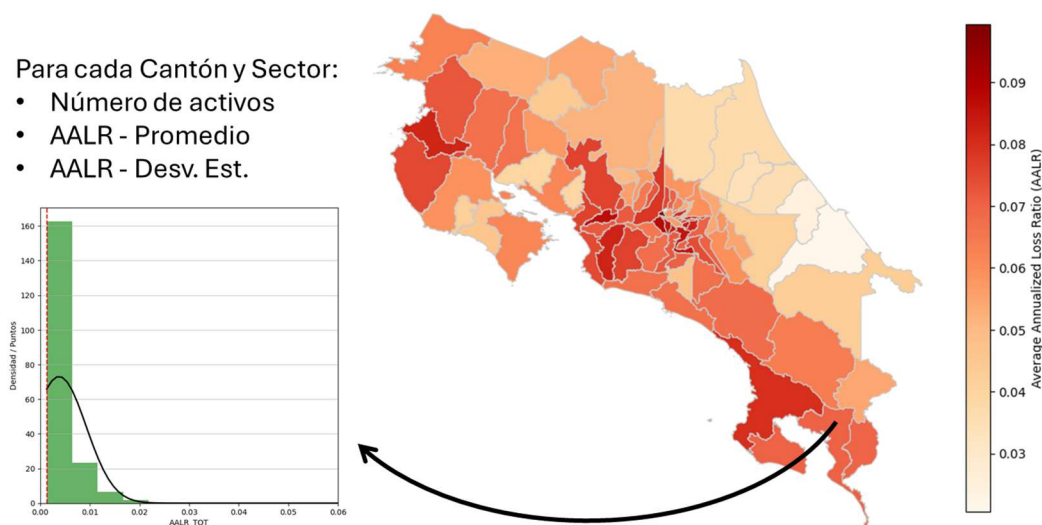 Para cada Cantón y Sector:
• Número de activos
• AALR - Promedio
• AALR - Desv. Est.
160
140
120
100
80
60
40
20
0
Densidad / Puntos
0.00 0.01 0.02 0.03 0.04 0.05 0.06
AALR_TOT
0.09
0.08
0.07
0.06
0.05
0.04
0.03
Average Annualized Loss Ratio (AALR)